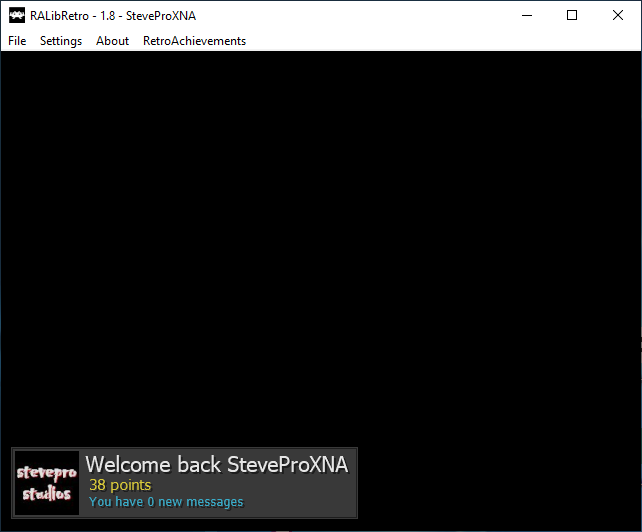 RALibRetro - 1.8 - SteveProXNA
File Settings About RetroAchievements
stevepro
studios
Welcome back SteveProXNA
38 points
You have 0 new messages